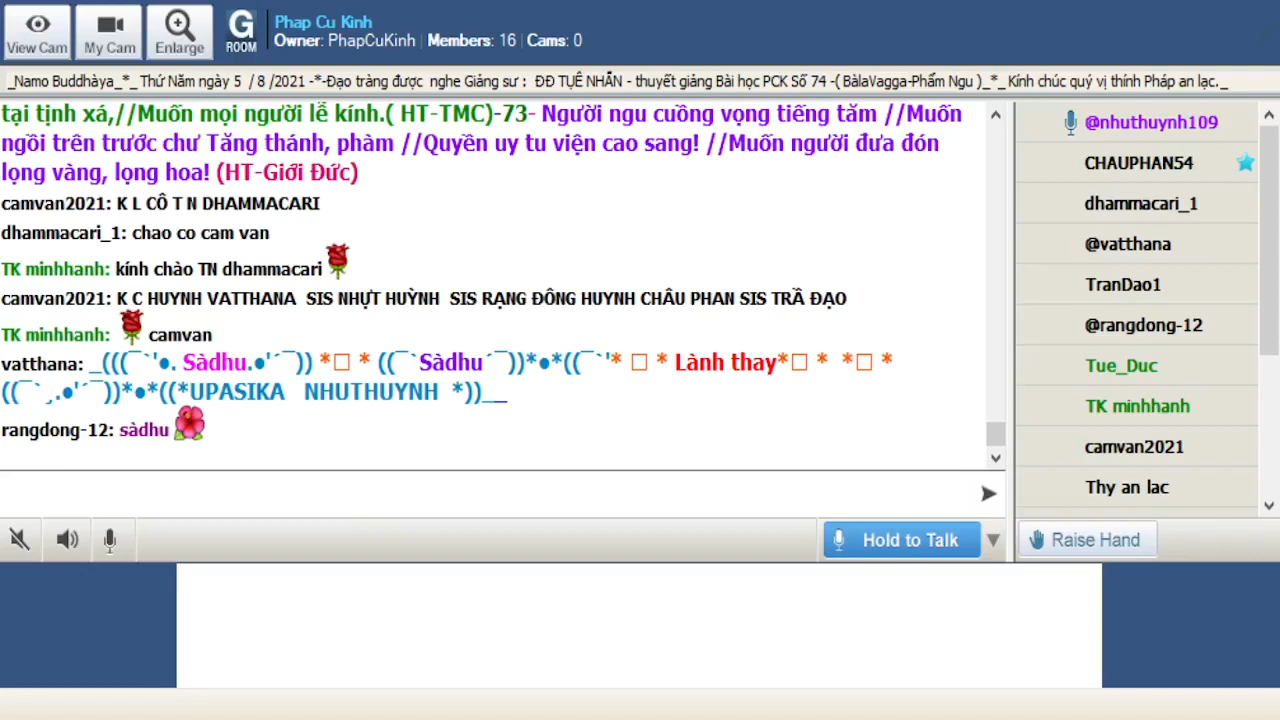 View Cam
My Cam
Enlarge
G
ROOM
Phap Cu Kinh
Owner: PhapCuKinh | Members: 16 | Cams: 0
_Namo Buddhàya_*_ Thứ Năm ngày 5 / 8 /2021 -*-Đạo tràng được nghe Giảng sư : ĐĐ TUỆ NHẪN - thuyết giảng Bài học PCK Số 74 -( BàlaVagga-Phẩm Ngu )_*_ Kính chúc quý vị thính Pháp an lạc._
tại tịnh xá,//Muốn mọi người lễ kính.( HT-TMC)-73- Người ngu cuồng vọng tiếng tăm //Muốn
ngồi trên trước chư Tăng thánh, phàm //Quyền uy tu viện cao sang! //Muốn người đưa đón
lọng vàng, lọng hoa! (HT-Giới Đức)
camvan2021: K L CÔ T N DHAMMACARI
dhammacari_1: chao co cam van
TK minhhanh: kính chào TN dhammacari
camvan2021: K C HUYNH VATTHANA SIS NHỰT HUỲNH SIS RẠNG ĐÔNG HUYNH CHÂU PHAN SIS TRẦ ĐẠO
TK minhhanh: camvan
vatthana: _(((¯`'●. Sàdhu.●'´¯)) *□ * ((¯`Sàdhu´¯))*●*((¯`'* □ * Lành thay*□ * *□ *
((¯`¸.●'´¯))*●*((*UPASIKA NHUTHUYNH *))__
rangdong-12: sàdhu
@nhuthuynh109
CHAUPHAN54
dhammacari_1
@vatthana
TranDao1
@rangdong-12
Tue_Duc
TK minhhanh
camvan2021
Thy an lac
Hold to Talk
Raise Hand